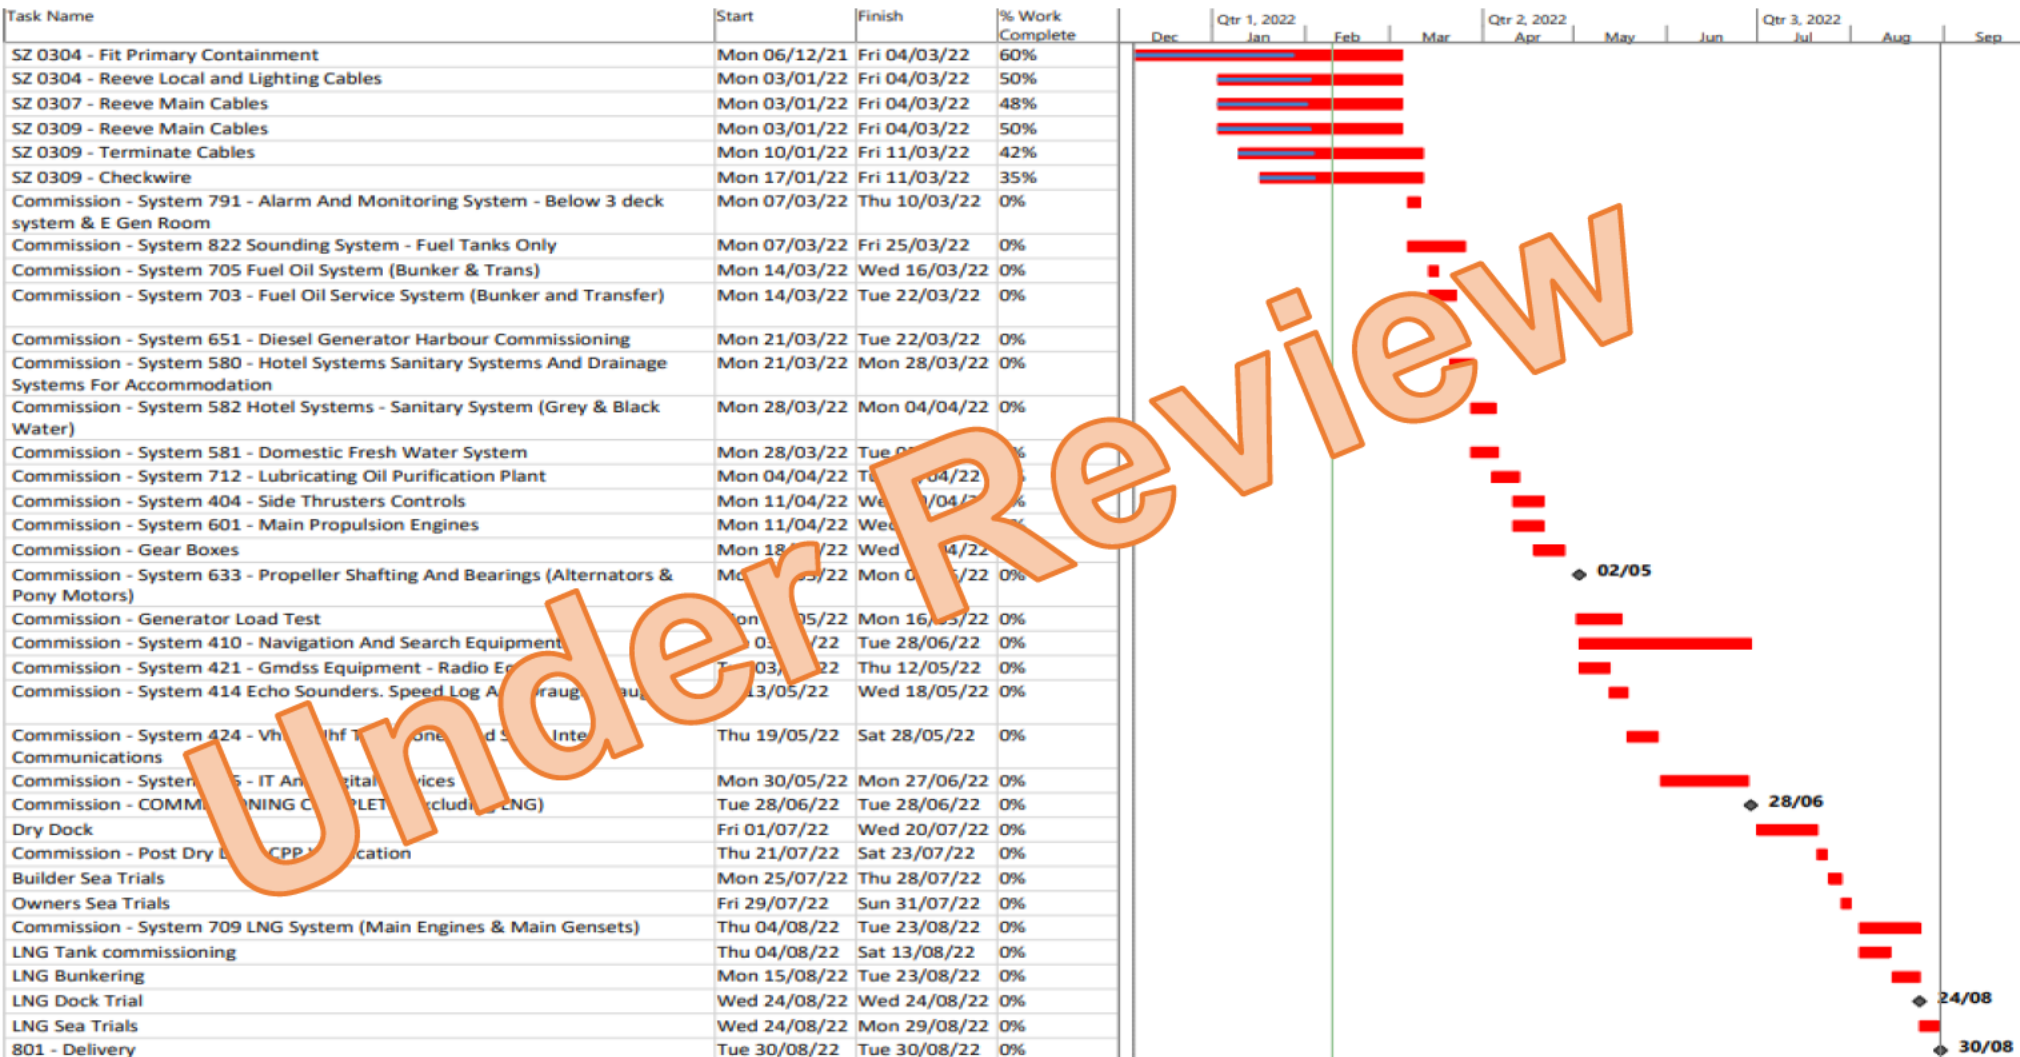 Task Name Start Finish % Work Complete
Qtr 1, 2022 Qtr 2, 2022 Qtr 3, 2022
Dec Jan Feb Mar Apr May Jun Jul Aug Sep
SZ 0304 - Fit Primary Containment Mon 06/12/21 Fri 04/03/22 60%
SZ 0304 - Reeve Local and Lighting Cables Mon 03/01/22 Fri 04/03/22 50%
SZ 0307 - Reeve Main Cables Mon 03/01/22 Fri 04/03/22 48%
SZ 0309 - Reeve Main Cables Mon 03/01/22 Fri 04/03/22 50%
SZ 0309 - Terminate Cables Mon 10/01/22 Fri 11/03/22 42%
SZ 0309 - Checkwire Mon 17/01/22 Fri 11/03/22 35%
Commission - System 791 - Alarm And Monitoring System - Below 3 deck Mon 07/03/22 Thu 10/03/22 0%
system & E Gen Room
Commission - System 822 Sounding System - Fuel Tanks Only Mon 07/03/22 Fri 25/03/22 0%
Commission - System 705 Fuel Oil System (Bunker & Trans) Mon 14/03/22 Wed 16/03/22 0%
Commission - System 703 - Fuel Oil Service System (Bunker and Transfer) Mon 14/03/22 Tue 22/03/22 0%
Commission - System 651 - Diesel Generator Harbour Commissioning Mon 21/03/22 Tue 22/03/22 0%
Commission - System 580 - Hotel Systems Sanitary Systems And Drainage Mon 21/03/22 Mon 28/03/22 0%
Systems For Accommodation
Commission - System 582 Hotel Systems - Sanitary System (Grey & Black Mon 28/03/22 Mon 04/04/22 0%
Water)
Commission - System 581 - Domestic Fresh Water System Mon 28/03/22 Tue
Commission - System 712 - Lubricating Oil Purification Plant Mon 04/04/22
Commission - System 404 - Side Thrusters Controls Mon 11/04/22
Commission - System 601 - Main Propulsion Engines Mon 11/04/22 Wed
Commission - Gear Boxes Mon Wed
Commission - System 633 - Propeller Shafting And Bearings (Alternators & Mon 0% 02/05
Pony Motors)
Commission - Generator Load Test Mon 16/05/22 0%
Commission - System 410 - Navigation And Search Equipment Tue 28/06/22 0%
Commission - System 421 - Gmdss Equipment - Radio Thu 12/05/22 0%
Commission - System 414 Echo Sounders. Speed Log 13/05/22 Wed 18/05/22 0%
Commission - System 424 - Thu 19/05/22 Sat 28/05/22 0%
Communications
Commission - System - IT And Digital Services Mon 30/05/22 Mon 27/06/22 0%
Commission - COMMISSIONING COMPLETE (excluding LNG) Tue 28/06/22 Tue 28/06/22 0% 28/06
Dry Dock Fri 01/07/22 Wed 20/07/22 0%
Commission - Post Dry CPP Thu 21/07/22 Sat 23/07/22 0%
Builder Sea Trials Mon 25/07/22 Thu 28/07/22 0%
Owners Sea Trials Fri 29/07/22 Sun 31/07/22 0%
Commission - System 709 LNG System (Main Engines & Main Gensets) Thu 04/08/22 Tue 23/08/22 0%
LNG Tank commissioning Thu 04/08/22 Sat 13/08/22 0%
LNG Bunkering Mon 15/08/22 Tue 23/08/22 0%
LNG Dock Trial Wed 24/08/22 Wed 24/08/22 0% 24/08
LNG Sea Trials Wed 24/08/22 Mon 29/08/22 0%
801 - Delivery Tue 30/08/22 Tue 30/08/22 0% 30/08
Under Review